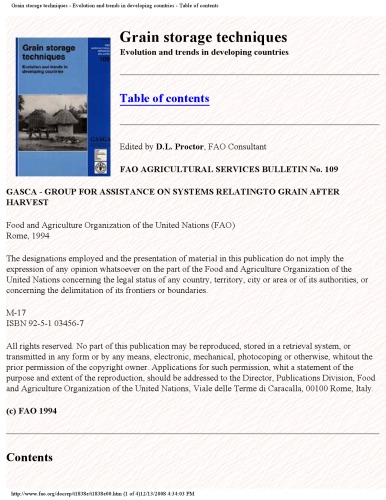 Grain storage techniques - Evolution and trends in developing countries - Table of contents
Grain storage
techniques
Evolution and trends in
developing countries
109
GASCA
Grain storage techniques
Evolution and trends in developing countries
Table of contents
Edited by D.L. Proctor, FAO Consultant
FAO AGRICULTURAL SERVICES BULLETIN No. 109
GASCA - GROUP FOR ASSISTANCE ON SYSTEMS RELATINGTO GRAIN AFTER
HARVEST
Food and Agriculture Organization of the United Nations (FAO)
Rome, 1994
The designations employed and the presentation of material in this publication do not imply the
expression of any opinion whatsoever on the part of the Food and Agriculture Organization of the
United Nations concerning the legal status of any country, territory, city or area or of its authorities, or
concerning the delimitation of its frontiers or boundaries.
M-17
ISBN 92-5-1 03456-7
All rights reserved. No part of this publication may be reproduced, stored in a retrieval system, or
transmitted in any form or by any means, electronic, mechanical, photocoping or otherwise, whitout the
prior permission of the copyright owner. Applications for such permission, whit a statement of the
purpose and extent of the reproduction, should be addressed to the Director, Publications Division, Food
and Agriculture Organization of the United Nations, Viale delle Terme di Caracalla, 00100 Rome, Italy.
(c) FAO 1994
Contents
http://www.fao.org/docrep/t1838e/t1838e00.htm (1 of 4)12/13/2008 4:34:03 PM